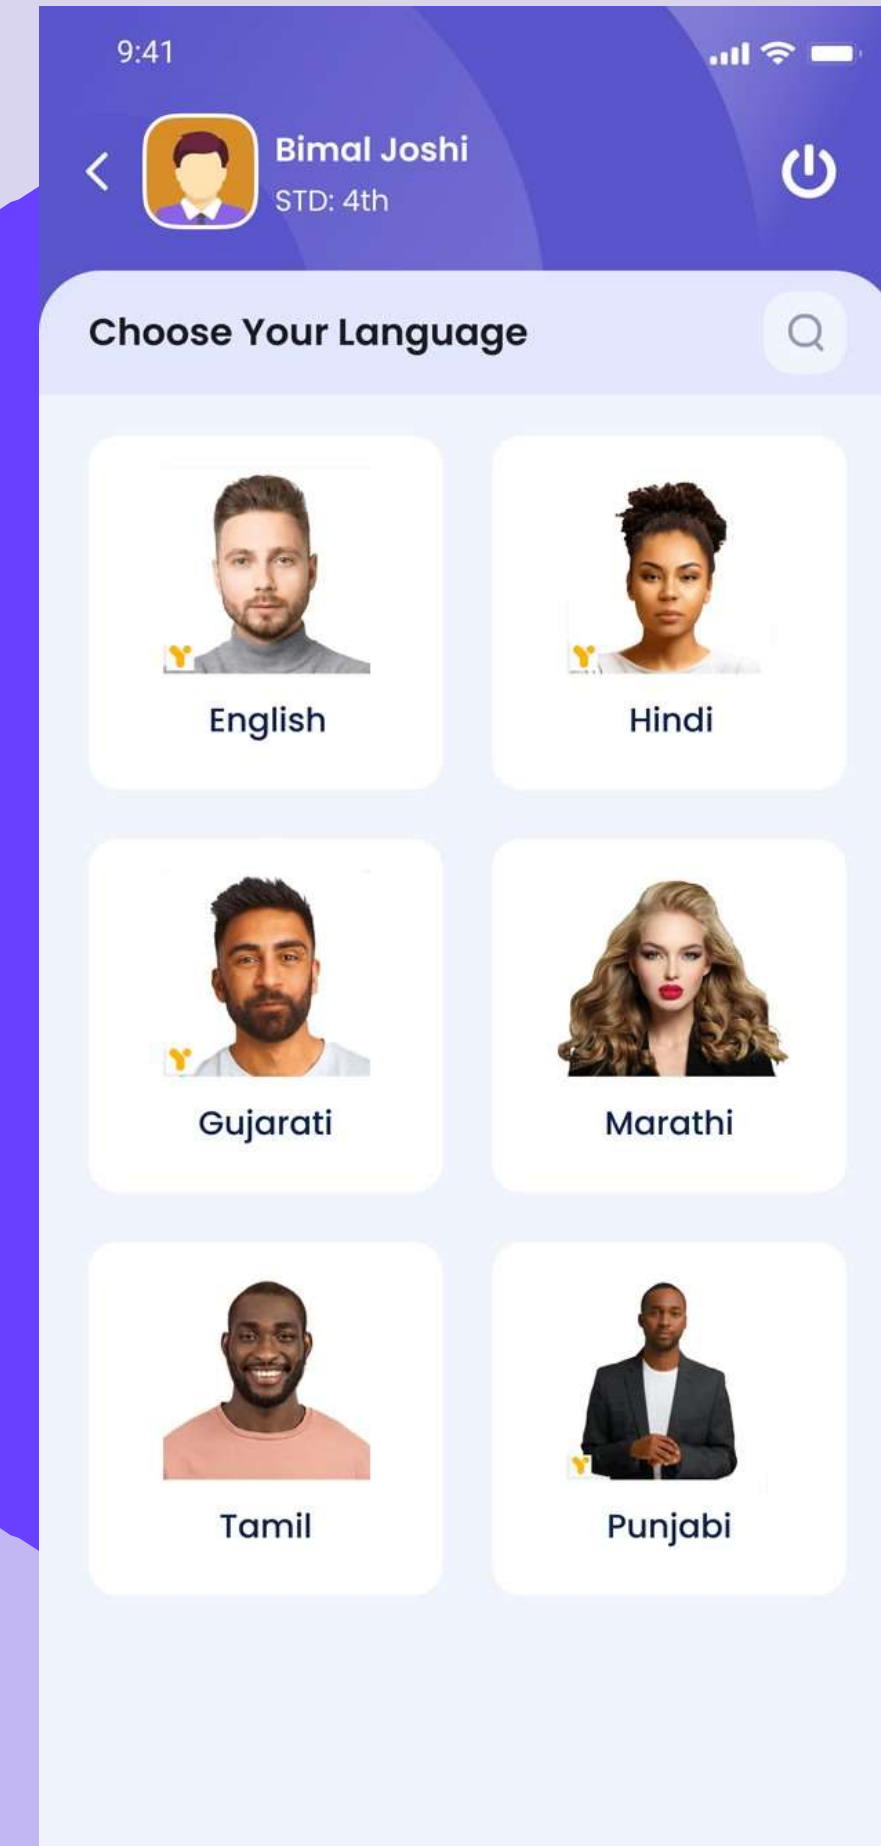 9:41
Bimal Joshi
STD: 4th
Choose Your Language
English
Hindi
Gujarati
Marathi
Tamil
Punjabi